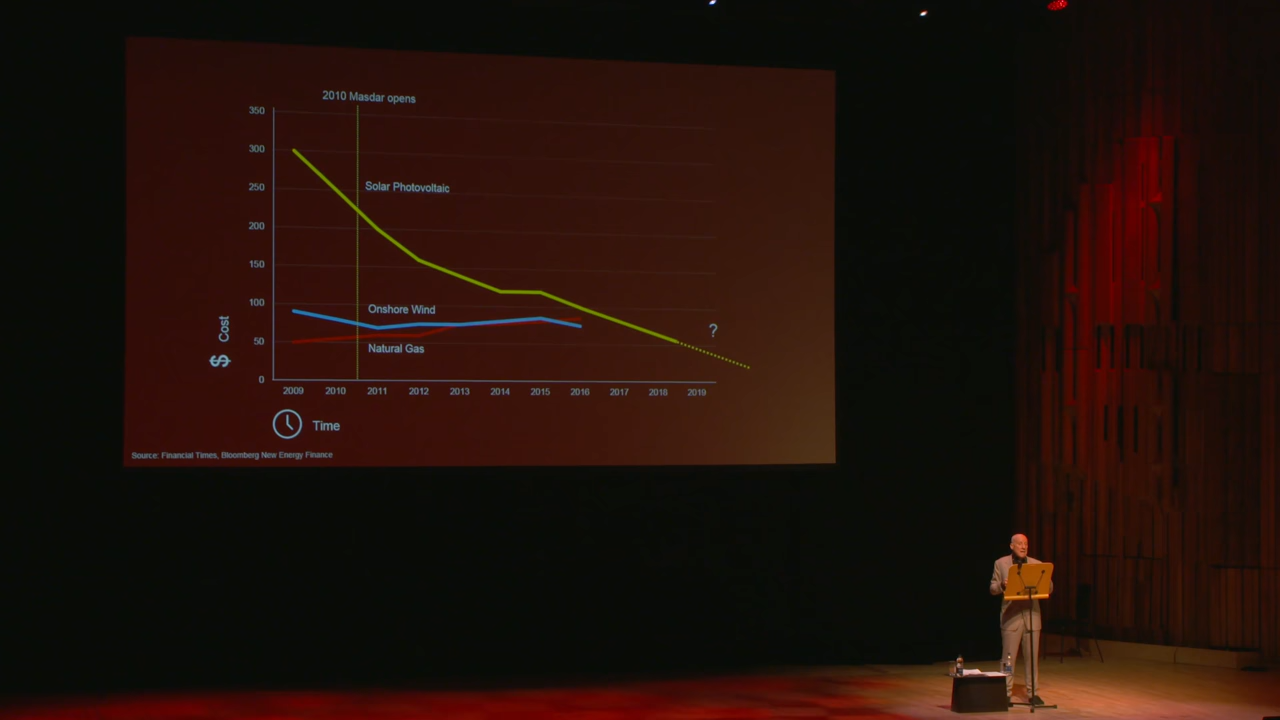 2010 Masdar opens
350
300
250
200
150
100
50
0
Solar Photovoltaic
Onshore Wind
Natural Gas
?
$ Cost
2009 2010 2011 2012 2013 2014 2015 2016 2017 2018 2019
Time
Source: Financial Times, Bloomberg New Energy Finance